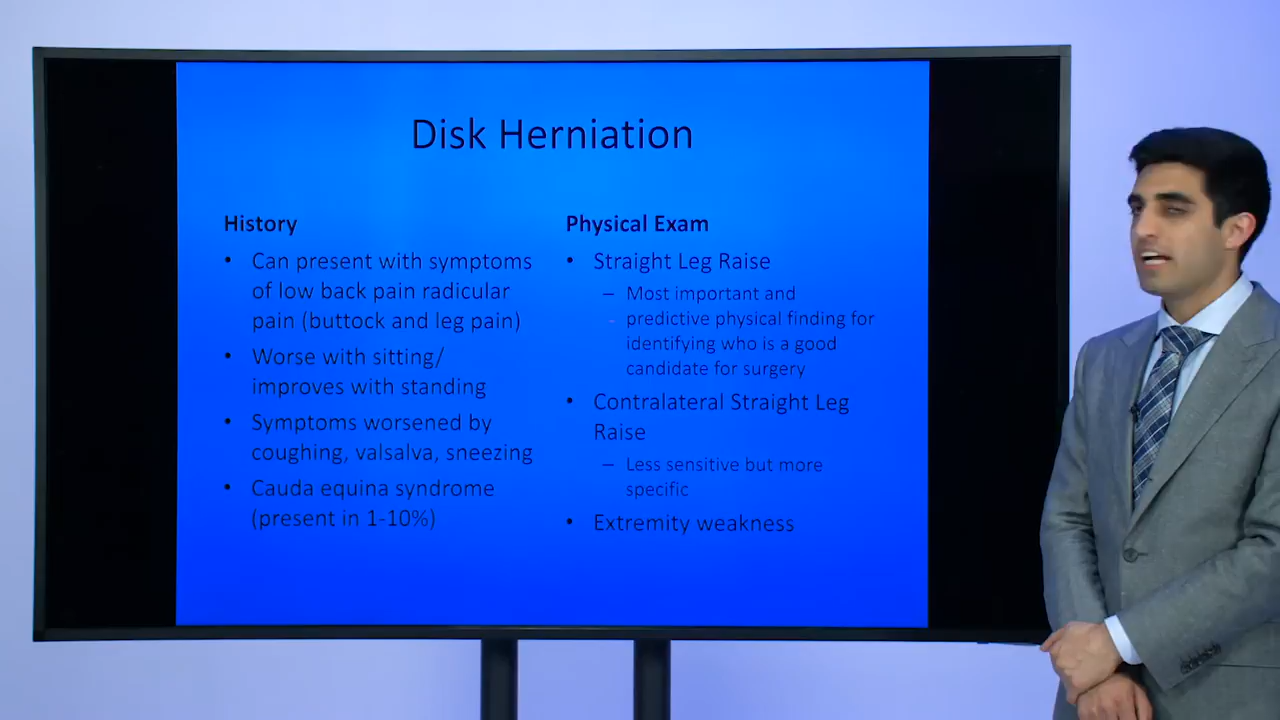 Disk Herniation
History
• Can present with symptoms
of low back pain radicular
pain (buttock and leg pain)
• Worse with sitting/
improves with standing
• Symptoms worsened by
coughing, valsalva, sneezing
• Cauda equina syndrome
(present in 1-10%)
Physical Exam
• Straight Leg Raise
– Most important and
– predictive physical finding for
identifying who is a good
candidate for surgery
• Contralateral Straight Leg
Raise
– Less sensitive but more
specific
• Extremity weakness